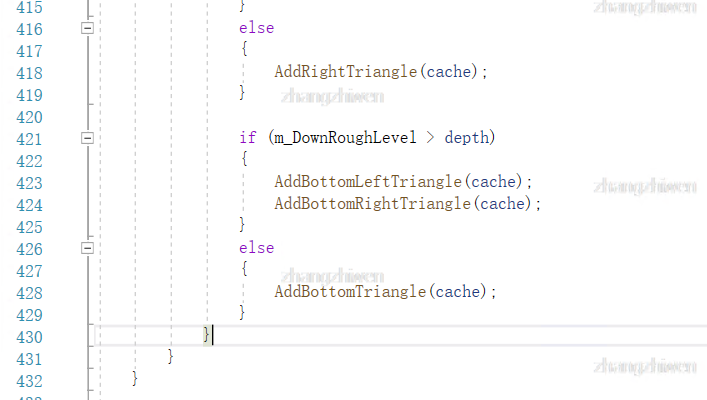 415 }
416 else
417 {
418 AddRightTriangle(cache);
419 }
420
421 if (m_DownRoughLevel > depth)
422 {
423 AddBottomLeftTriangle(cache);
424 AddBottomRightTriangle(cache);
425 }
426 else
427 {
428 AddBottomTriangle(cache);
429 }
430 }
431 }
432 }
zhangzhiwen
zhangzhiwen
zhangzhiwen
zhangzhiwen
zhangzhiwen